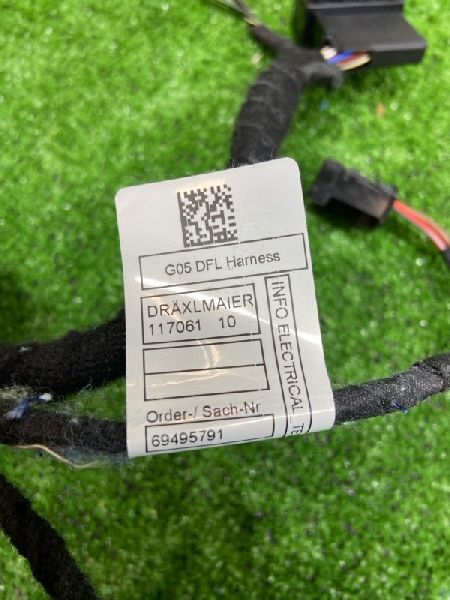 G05 DFL Harness
DRÄXLMAIER
117061 10
Order-/ Sach-Nr
69495791
INFO ELECTRICAL